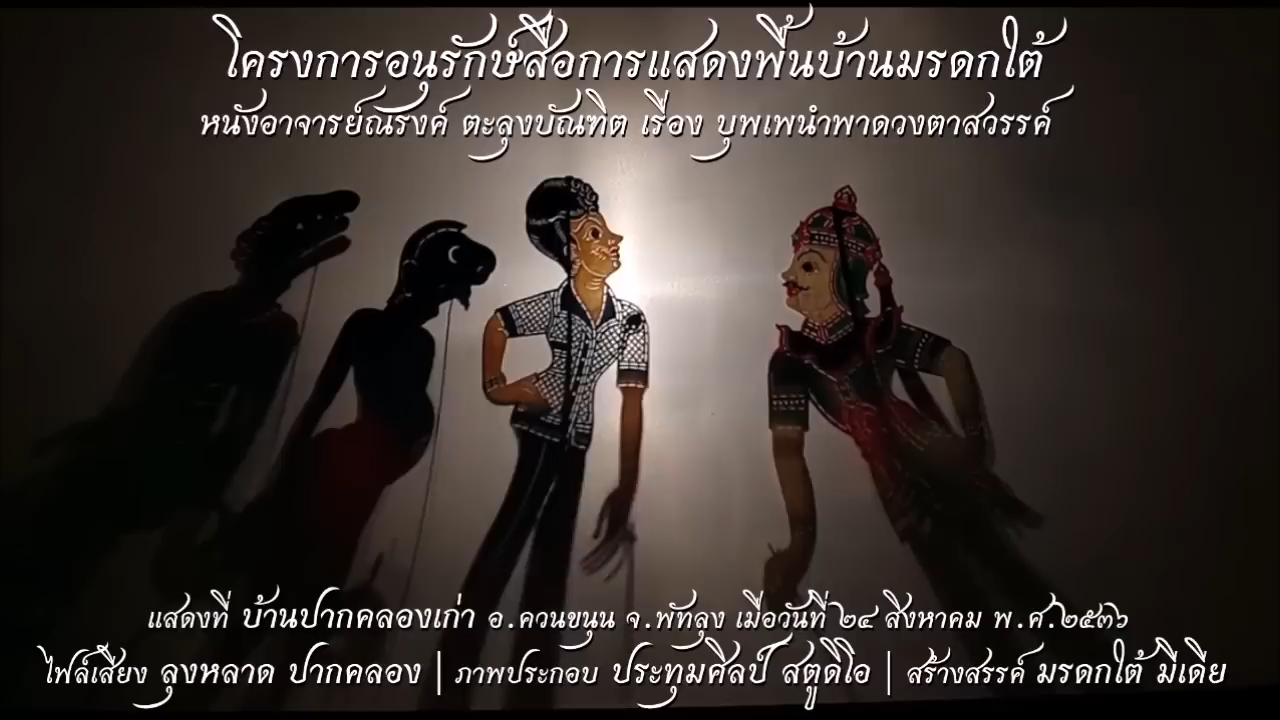 โครงการอนุรักษ์สื่อการแสดงพื้นบ้านมรดกใต้
หนังอาจารย์ณรงค์ ตะลุงบัณฑิต เรื่อง บุพเพนำพาดวงตาสวรรค์
แสดงที่ บ้านปากคลองเก่า อ.ควนขนุน จ.พัทลุง เมื่อวันที่ ๒๔ สิงหาคม พ.ศ.๒๕๓๖
ไฟล์เสียง ลุงหลาด ปากคลอง | ภาพประกอบ ประทุมศิลป์ สตูดิโอ | สร้างสรรค์ มรดกใต้ มีเดีย